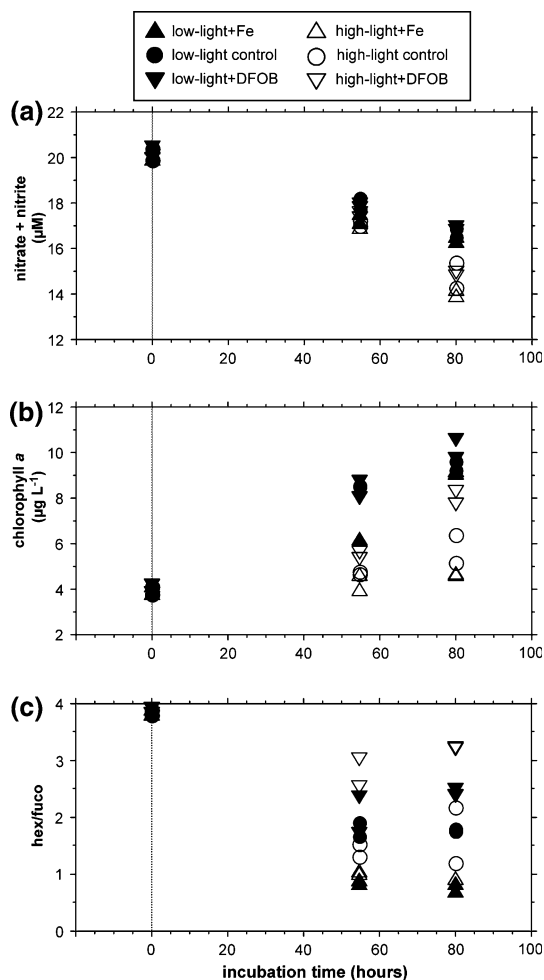 low-light+Fe high-light+Fe
low-light control high-light control
low-light+DFOB high-light+DFOB
(a)
22
20
18
16
14
12
nitrate + nitrite
(µM)
0 20 40 60 80 100
(b)
12
10
8
6
4
2
chlorophyll a
(µg L-1)
0 20 40 60 80 100
(c)
4
3
2
1
0
hex/fuco
0 20 40 60 80 100
incubation time (hours)